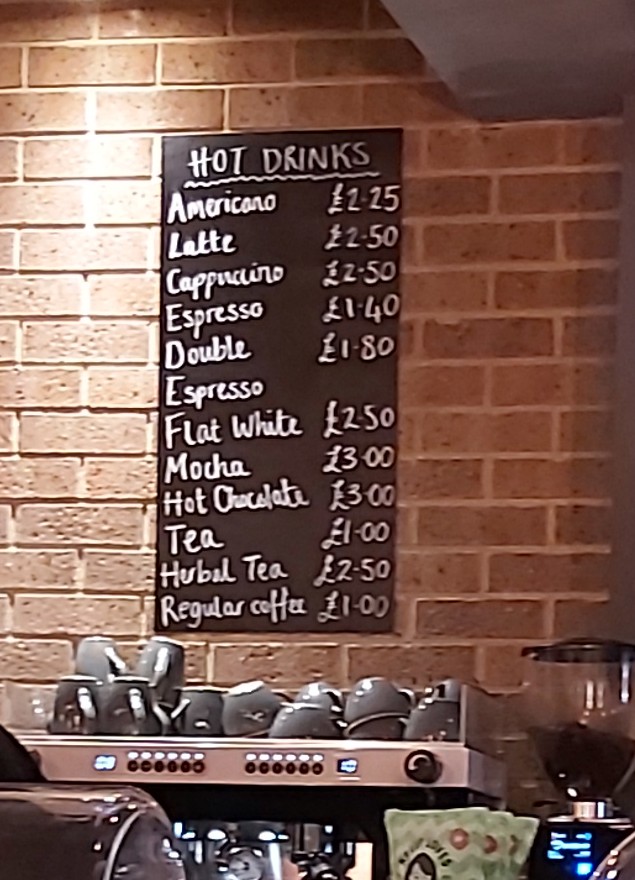 HOT DRINKS
Americano £2.25
Latte £2.50
Cappuccino £2.50
Espresso £1.40
Double £1.80
Espresso
Flat White £2.50
Mocha £3.00
Hot Chocolate £3.00
Tea £1.00
Herbal Tea £2.50
Regular coffee £1.00